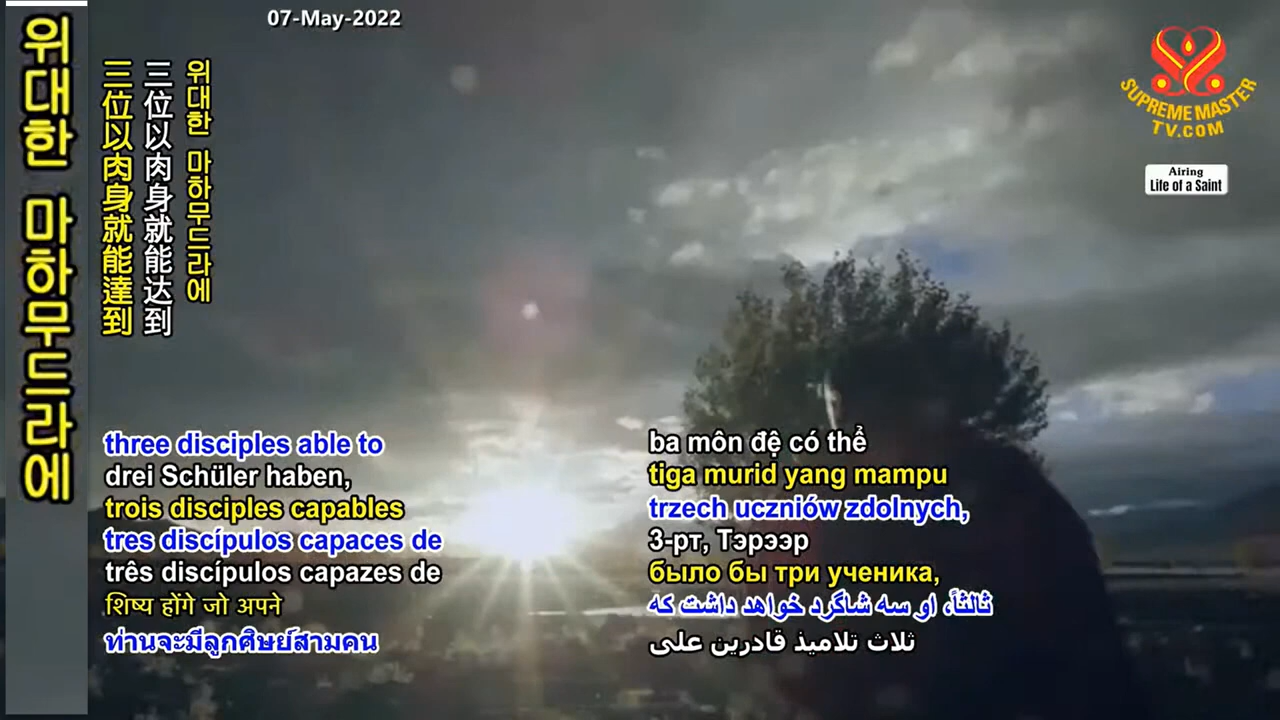 07-May-2022
위대한 마하무드라에
三位以肉身就能達到
三位以肉身就能达到
위대한 마하무드라에
SUPREME MASTER
TV.COM
Airing
Life of a Saint
three disciples able to
drei Schüler haben,
trois disciples capables
tres discípulos capaces de
três discípulos capazes de
शिष्य होंगे जो अपने
ท่านจะมีลูกศิษย์สามคน
ba môn đệ có thể
tiga murid yang mampu
trzech uczniów zdolnych,
3-рт, Тэрээр
было бы три ученика,
ثالثاً، او سه شاگرد خواهد داشت که
ثلاث تلاميذ قادرين على